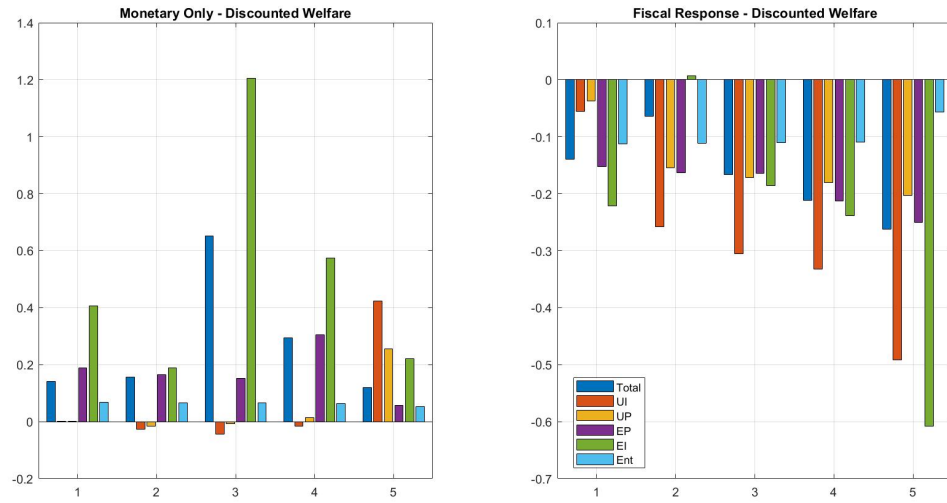 Monetary Only - Discounted Welfare
1.4
1.2
1
0.8
0.6
0.4
0.2
0
-0.2
1 2 3 4 5
Fiscal Response - Discounted Welfare
0.1
0
-0.1
-0.2
-0.3
-0.4
-0.5
-0.6
-0.7
Total
UI
UP
EP
EI
Ent
1 2 3 4 5